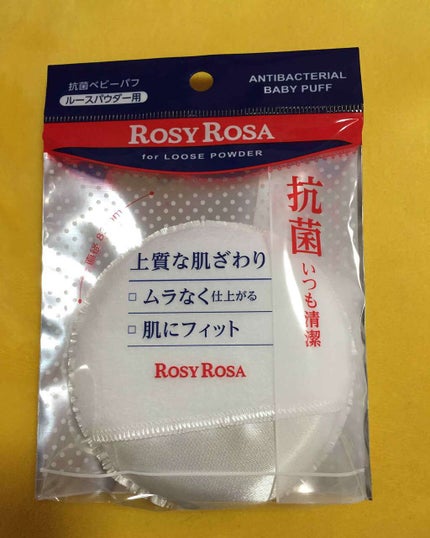 抗菌ベビーパフ
ルースパウダー用
ANTIBACTERIAL
BABY PUFF
ROSY ROSA
for LOOSE POWDER
抗菌
いつも清潔
上質な肌ざわり
□ ムラなく仕上がる
□ 肌にフィット
ROSY ROSA